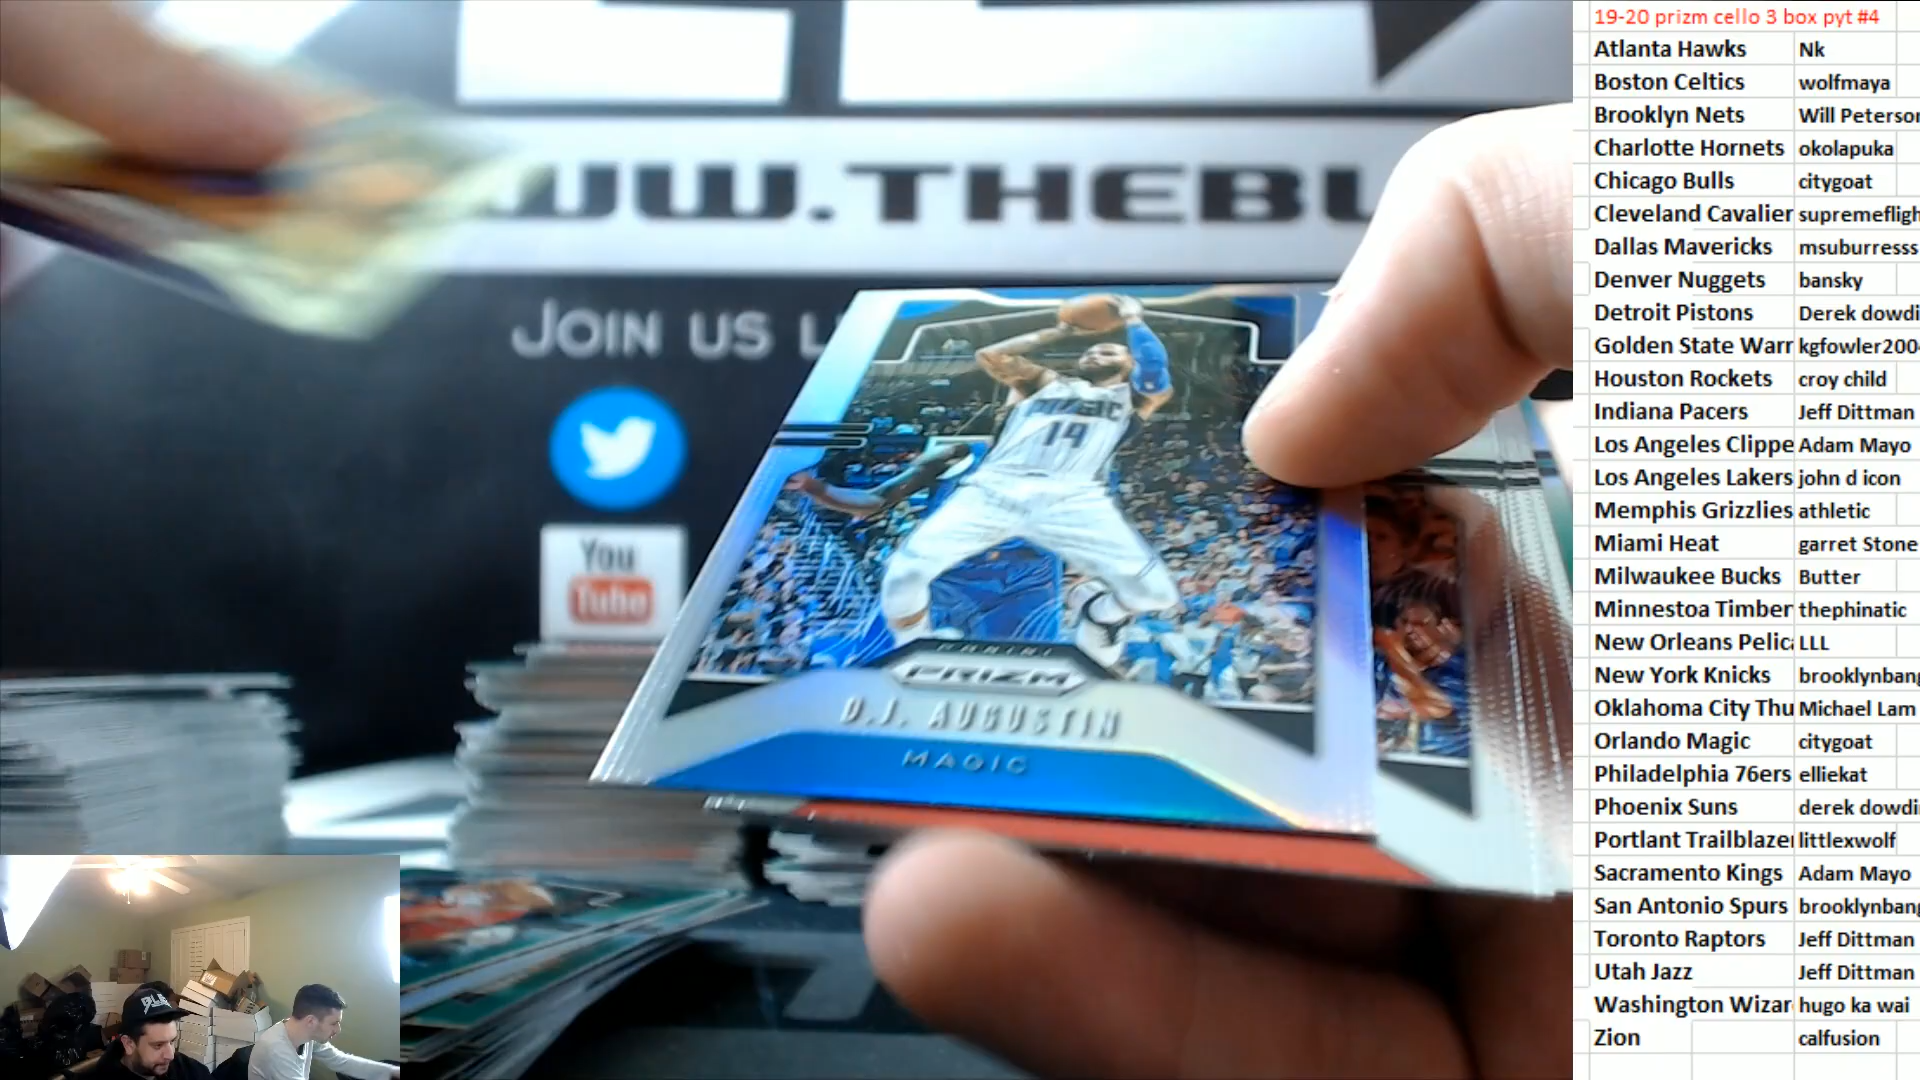 WWW.THEBU
JOIN US L
You
Tube
MAGIC
14
PANINI
PRIZM
D.J. AUGUSTIN
MAGIC
19-20 prizm cello 3 box pyt #4
Atlanta Hawks Nk
Boston Celtics wolfmaya
Brooklyn Nets Will Peterson
Charlotte Hornets okolapuka
Chicago Bulls citygoat
Cleveland Cavalier supremefligh
Dallas Mavericks msuburresss
Denver Nuggets bansky
Detroit Pistons Derek dowdi
Golden State Warr kgfowler200
Houston Rockets croy child
Indiana Pacers Jeff Dittman
Los Angeles Clippe Adam Mayo
Los Angeles Lakers john d icon
Memphis Grizzlies athletic
Miami Heat garret Stone
Milwaukee Bucks Butter
Minnestoa Timber thephinatic
New Orleans Pelica LLL
New York Knicks brooklynbang
Oklahoma City Thu Michael Lam
Orlando Magic citygoat
Philadelphia 76ers elliekat
Phoenix Suns derek dowdi
Portlant Trailblazer littlexwolf
Sacramento Kings Adam Mayo
San Antonio Spurs brooklynbang
Toronto Raptors Jeff Dittman
Utah Jazz Jeff Dittman
Washington Wizar hugo ka wai
Zion calfusion